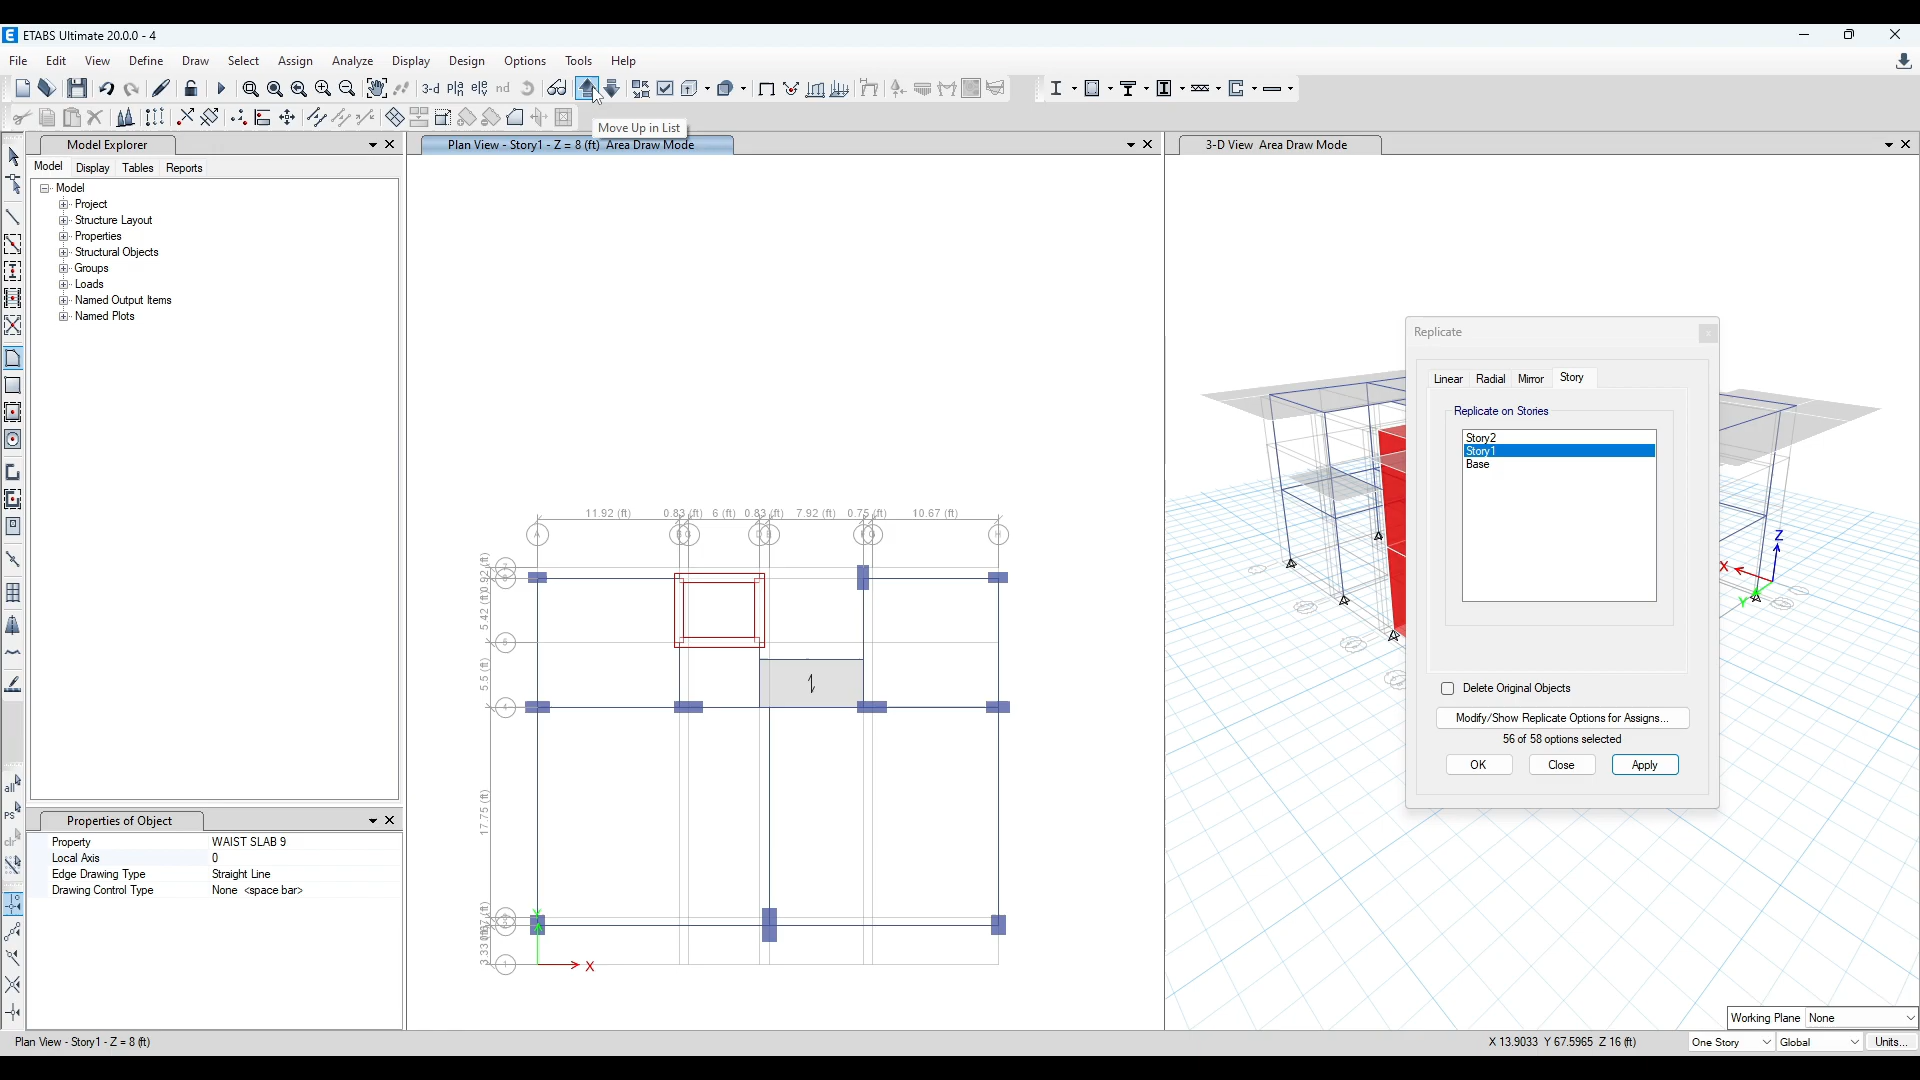 ETABS Ultimate 20.0.0 - 4
File Edit View Define Draw Select Assign Analyze Display Design Options Tools Help
3-d
nd
Move Up in List
Model Explorer
Plan View - Story1 - Z = 8 (ft) Area Draw Mode
3-D View Area Draw Mode
Model Display Tables Reports
Model
Project
Structure Layout
Properties
Structural Objects
Groups
Loads
Named Output Items
Named Plots
11.92 (ft) 0.83 (ft) 6 (ft) 0.83 (ft) 7.92 (ft) 0.75 (ft) 10.67 (ft)
A
H
5.42 (ft)
5.5 (ft)
17.75 (ft)
X
Replicate
Linear Radial Mirror Story
Replicate on Stories
Story2
Story1
Base
Z
X
Y
Delete Original Objects
Modify/Show Replicate Options for Assigns...
56 of 58 options selected
OK Close Apply
Properties of Object
Property WAIST SLAB 9
Local Axis 0
Edge Drawing Type Straight Line
Drawing Control Type None <space bar>
all
ps
clr
Working Plane None
Plan View - Story1 - Z = 8 (ft)
X 13.9033 Y 67.5965 Z 16 (ft)
One Story Global Units...